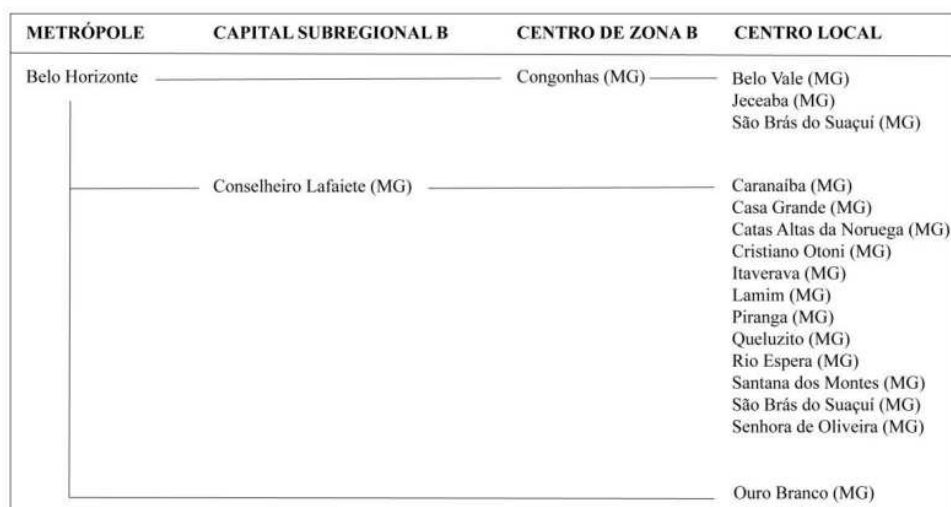 METRÓPOLE CAPITAL SUBREGIONAL B CENTRO DE ZONA B CENTRO LOCAL
Belo Horizonte Congonhas (MG) Belo Vale (MG)
Jeceaba (MG)
São Brás do Suaçuí (MG)
Conselheiro Lafaiete (MG) Caranaíba (MG)
Casa Grande (MG)
Catas Altas da Noruega (MG)
Cristiano Otoni (MG)
Itaverava (MG)
Lamim (MG)
Piranga (MG)
Queluzito (MG)
Rio Espera (MG)
Santana dos Montes (MG)
São Brás do Suaçuí (MG)
Senhora de Oliveira (MG)
Ouro Branco (MG)